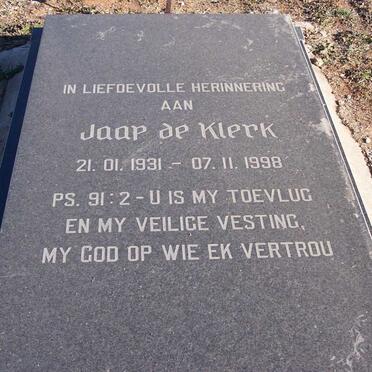 IN LIEFDEVOLLE HERINNERING
AAN
Jaap de Klerk
21. 01. 1931 - 07. 11. 1998
PS. 91 : 2 - U IS MY TOEVLUG
EN MY VEILIGE VESTING,
MY GOD OP WIE EK VERTROU